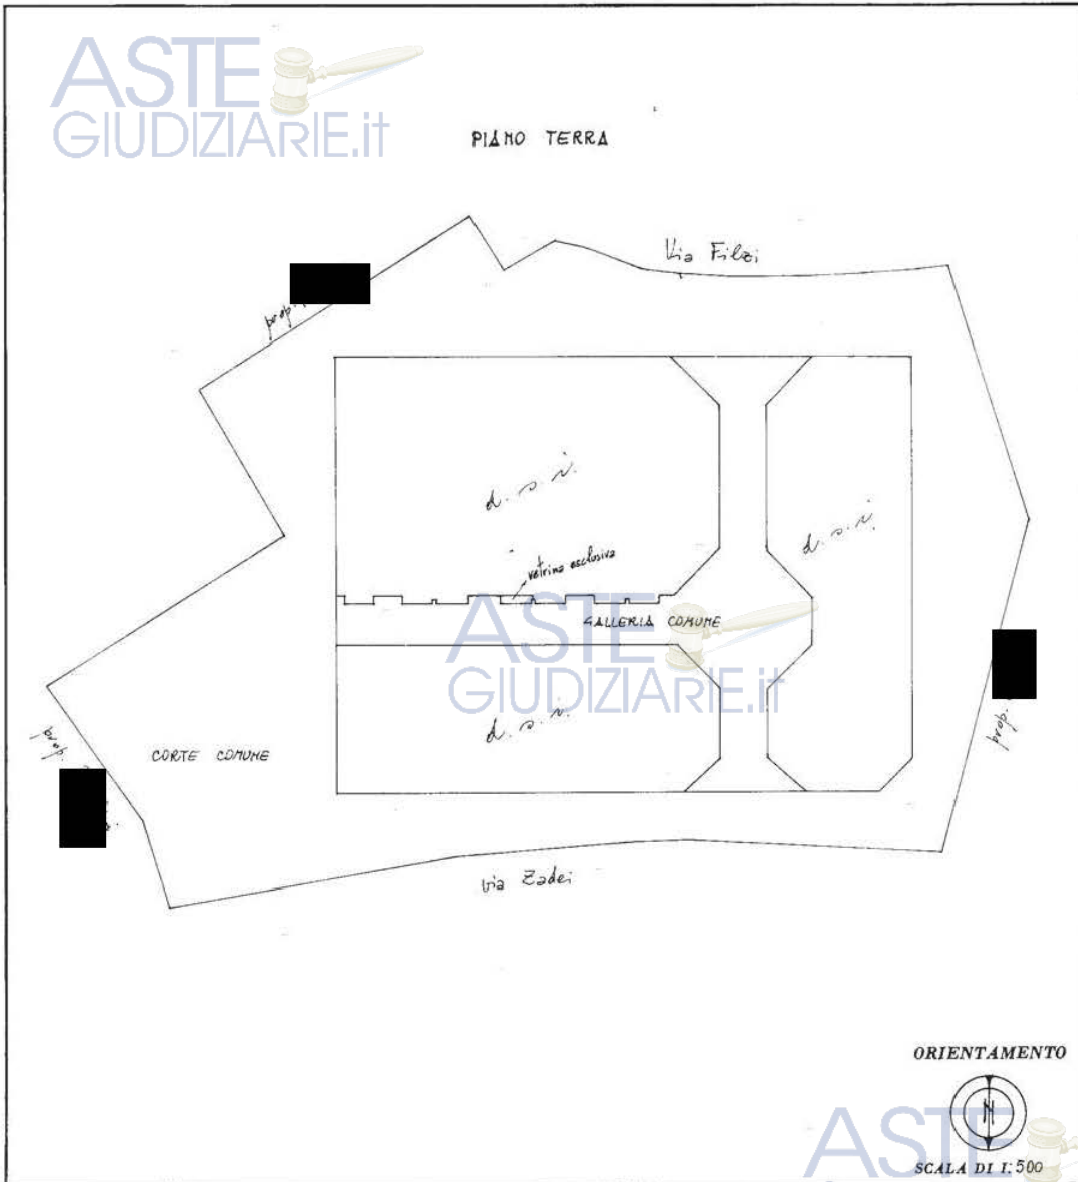 ASTE
GIUDIZIARIE.it
PIANO TERRA
Via Filzi
prop.
d. s. i.
d. s. i.
vetrina esclusiva
GALLERIA COMUNE
ASTE
GIUDIZIARIE.it
d. s. i.
prop.
prop.
CORTE COMUNE
Via Zadei
ORIENTAMENTO
N
ASTE
SCALA DI 1:500